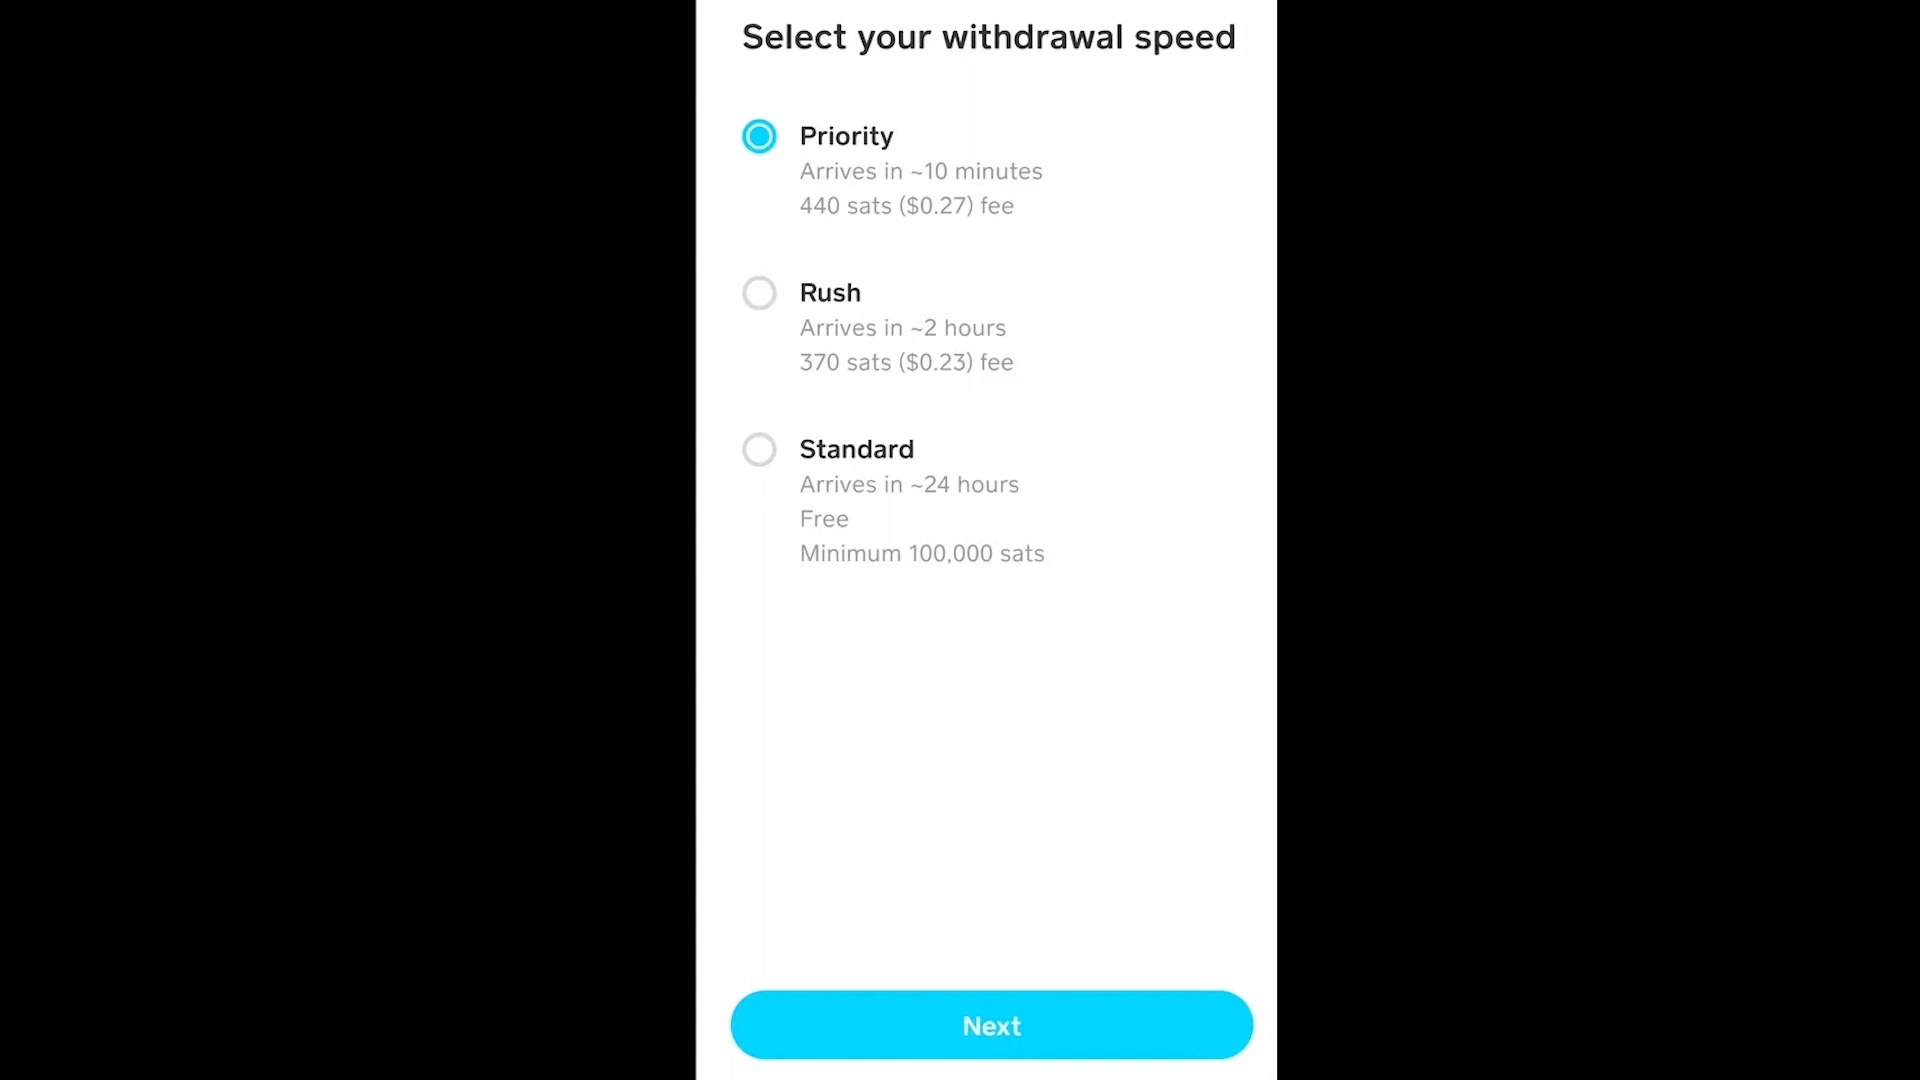 Select your withdrawal speed
Priority
Arrives in ~10 minutes
440 sats ($0.27) fee
Rush
Arrives in ~2 hours
370 sats ($0.23) fee
Standard
Arrives in ~24 hours
Free
Minimum 100,000 sats
Next